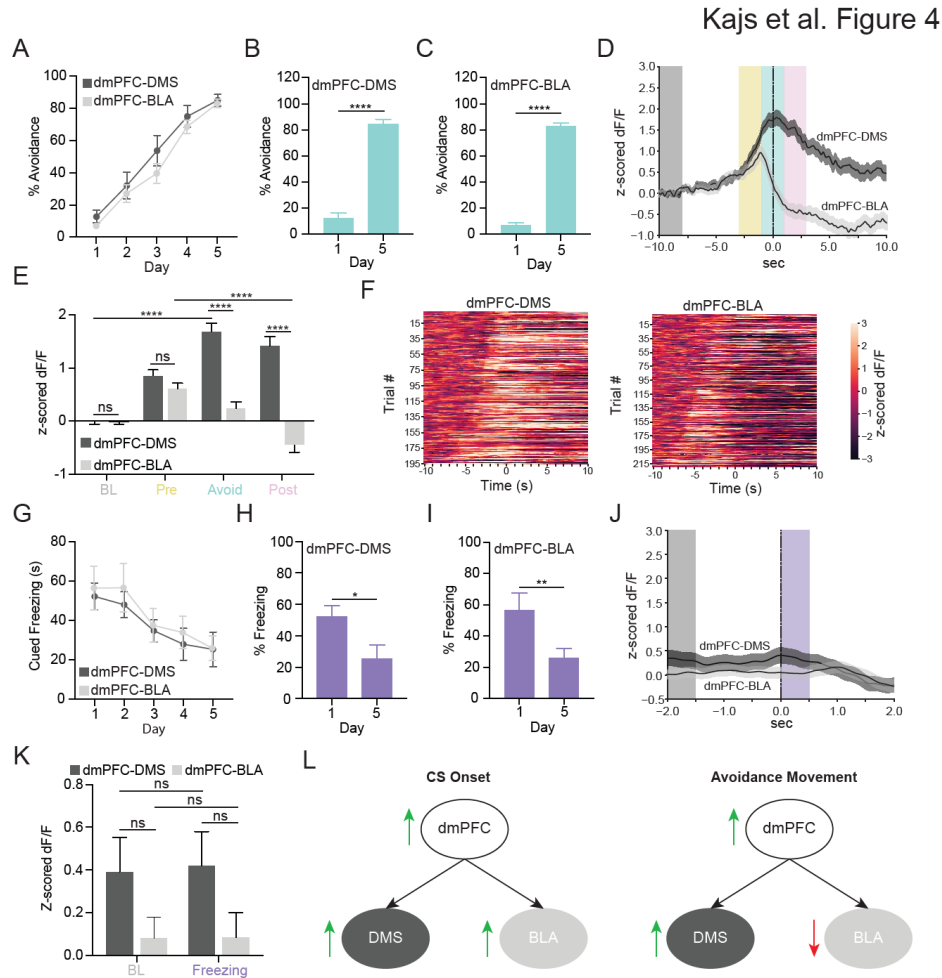 Kajs et al. Figure 4
A
dmPFC-DMS
dmPFC-BLA
% Avoidance
100
80
60
40
20
0
1 2 3 4 5
Day
B
dmPFC-DMS
****
% Avoidance
120
100
80
60
40
20
0
1 5
Day
C
dmPFC-BLA
****
% Avoidance
120
100
80
60
40
20
0
1 5
Day
D
z-scored dF/F
3.0
2.5
2.0
1.5
1.0
0.5
0.0
−0.5
−1.0
dmPFC-DMS
dmPFC-BLA
−10.0 −5.0 0.0 5.0 10.0
sec
E
z-scored dF/F
2
1
0
-1
ns
ns
****
****
****
****
dmPFC-DMS
dmPFC-BLA
BL Pre Avoid Post
F
dmPFC-DMS
Trial #
15
35
55
75
95
115
135
155
175
195
-10 -5 0 5 10
Time (s)
dmPFC-BLA
Trial #
15
35
55
75
95
115
135
155
175
195
215
-10 -5 0 5 10
Time (s)
3
2
1
0
-1
-2
-3
z-scored dF/F
G
Cued Freezing (s)
80
60
40
20
0
dmPFC-DMS
dmPFC-BLA
1 2 3 4 5
Day
H
dmPFC-DMS
*
% Freezing
100
80
60
40
20
0
1 5
Day
I
dmPFC-BLA
**
% Freezing
100
80
60
40
20
0
1 5
Day
J
z-scored dF/F
3.0
2.5
2.0
1.5
1.0
0.5
0.0
−0.5
dmPFC-DMS
dmPFC-BLA
−2.0 −1.0 0.0 1.0 2.0
sec
K
dmPFC-DMS dmPFC-BLA
Z-scored dF/F
0.8
0.6
0.4
0.2
0.0
ns
ns
ns
ns
BL Freezing
L
CS Onset
dmPFC
DMS
BLA
Avoidance Movement
dmPFC
DMS
BLA